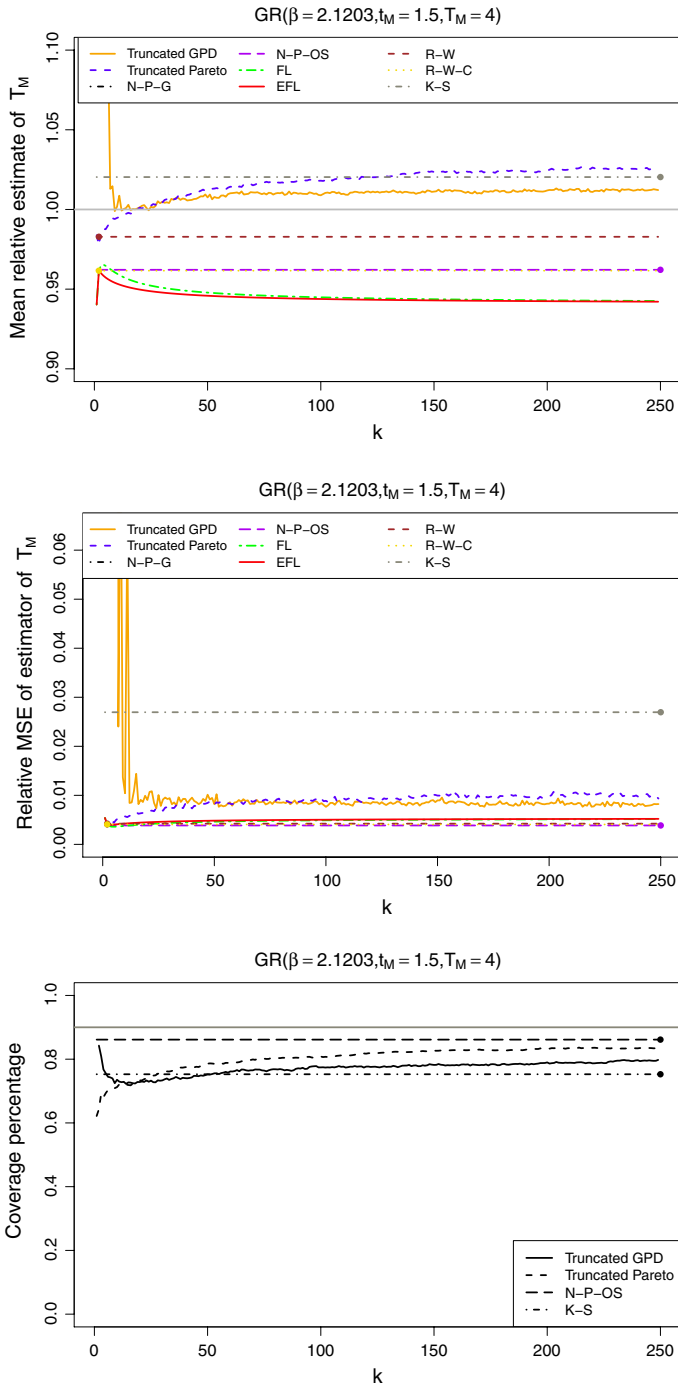 GR(β = 2.1203, t_M = 1.5, T_M = 4)
Truncated GPD
Truncated Pareto
N−P−G
N−P−OS
FL
EFL
R−W
R−W−C
K−S
Mean relative estimate of T_M
1.10
1.05
1.00
0.95
0.90
0 50 100 150 200 250
k
GR(β = 2.1203, t_M = 1.5, T_M = 4)
Truncated GPD
Truncated Pareto
N−P−G
N−P−OS
FL
EFL
R−W
R−W−C
K−S
Relative MSE of estimator of T_M
0.06
0.05
0.04
0.03
0.02
0.01
0.00
0 50 100 150 200 250
k
GR(β = 2.1203, t_M = 1.5, T_M = 4)
Coverage percentage
1.0
0.8
0.6
0.4
0.2
0.0
Truncated GPD
Truncated Pareto
N−P−OS
K−S
0 50 100 150 200 250
k